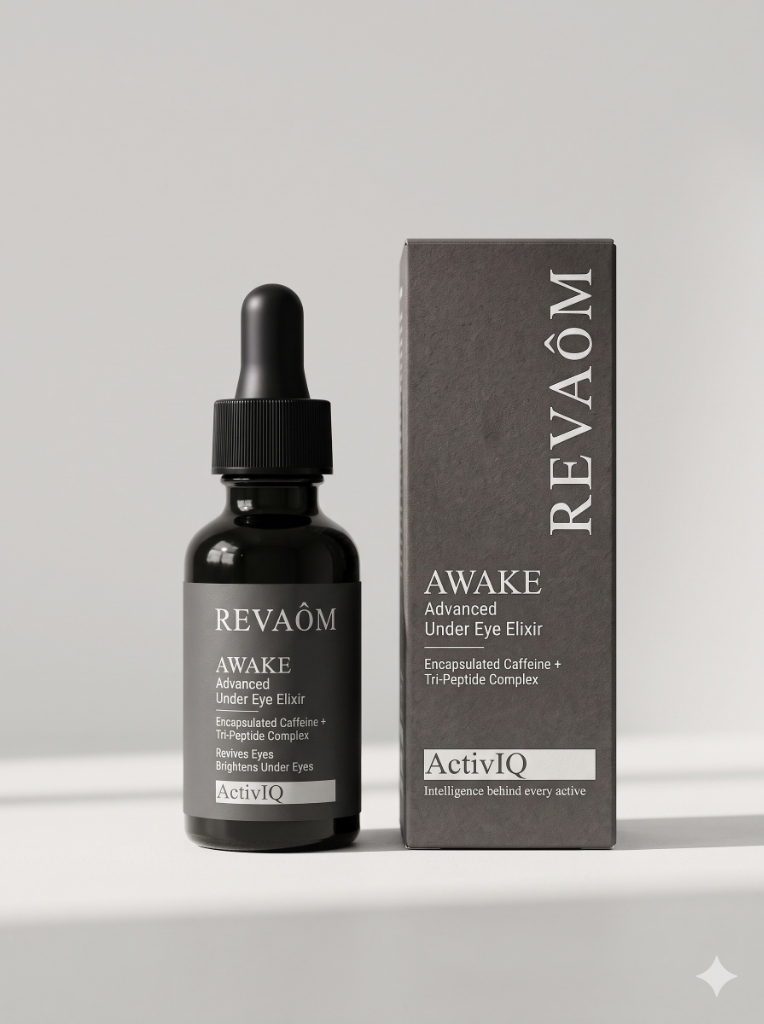 REVAÔM
AWAKE
Advanced
Under Eye Elixir
Encapsulated Caffeine +
Tri-Peptide Complex
Revives Eyes
Brightens Under Eyes
ActivIQ
REVAÔM
AWAKE
Advanced
Under Eye Elixir
Encapsulated Caffeine +
Tri-Peptide Complex
ActivIQ
Intelligence behind every active